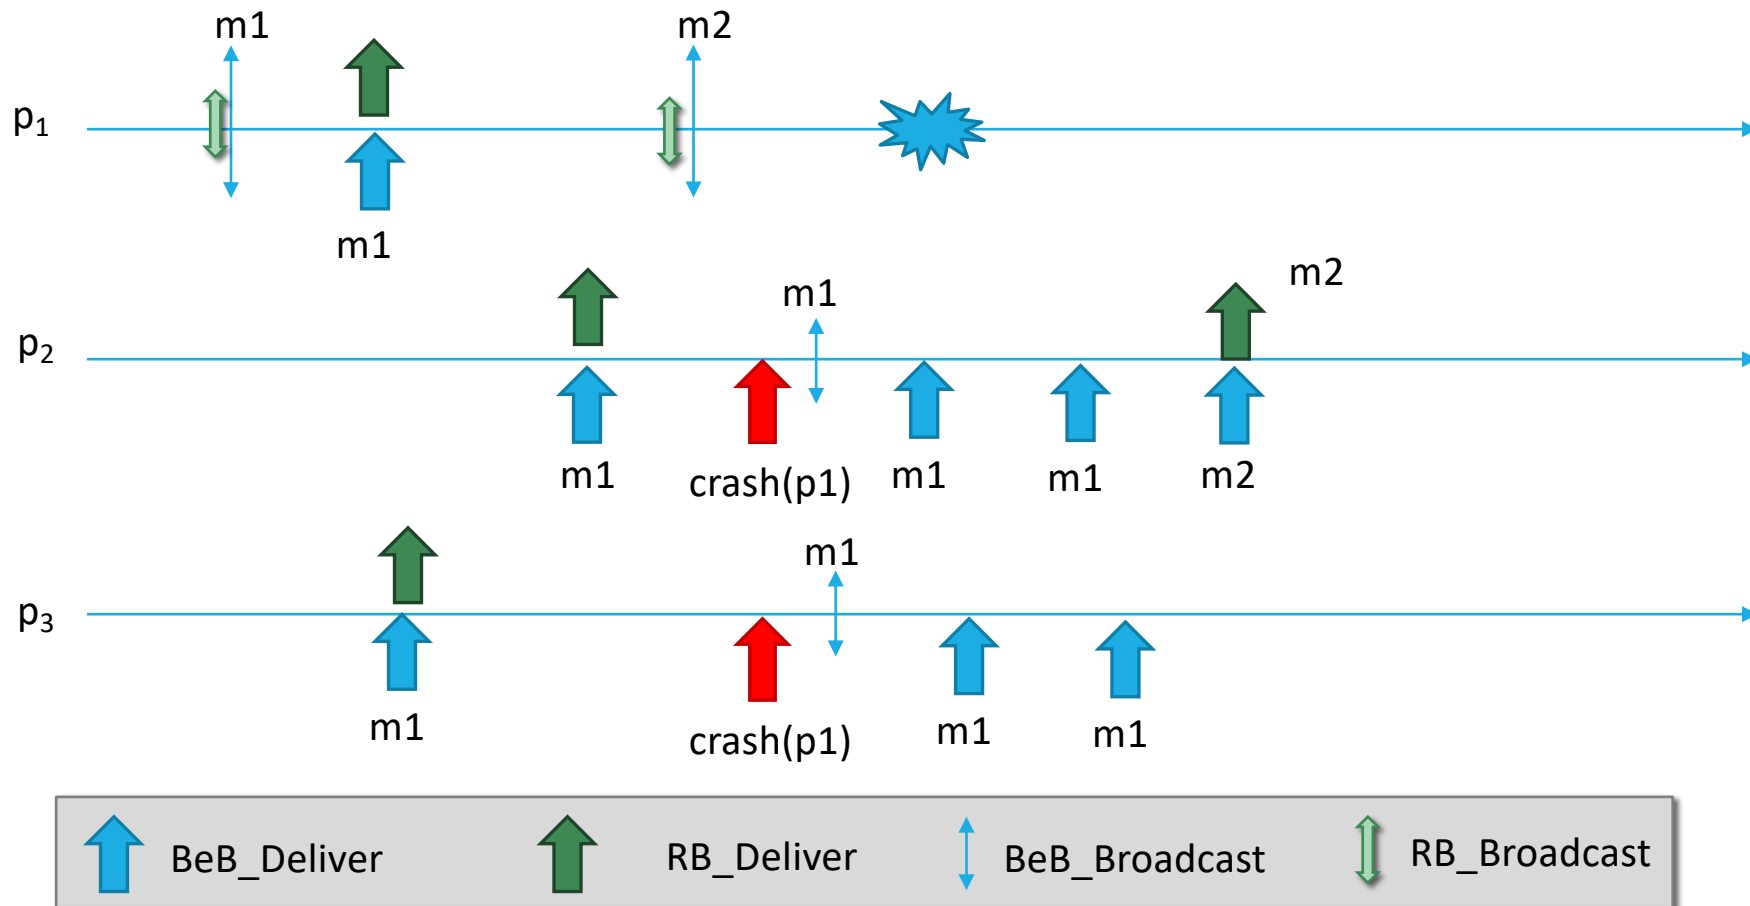 m1
m2
p1
m1
m1
m2
p2
m1
crash(p1)
m1
m1
m2
m1
p3
m1
crash(p1)
m1
m1
BeB_Deliver
RB_Deliver
BeB_Broadcast
RB_Broadcast